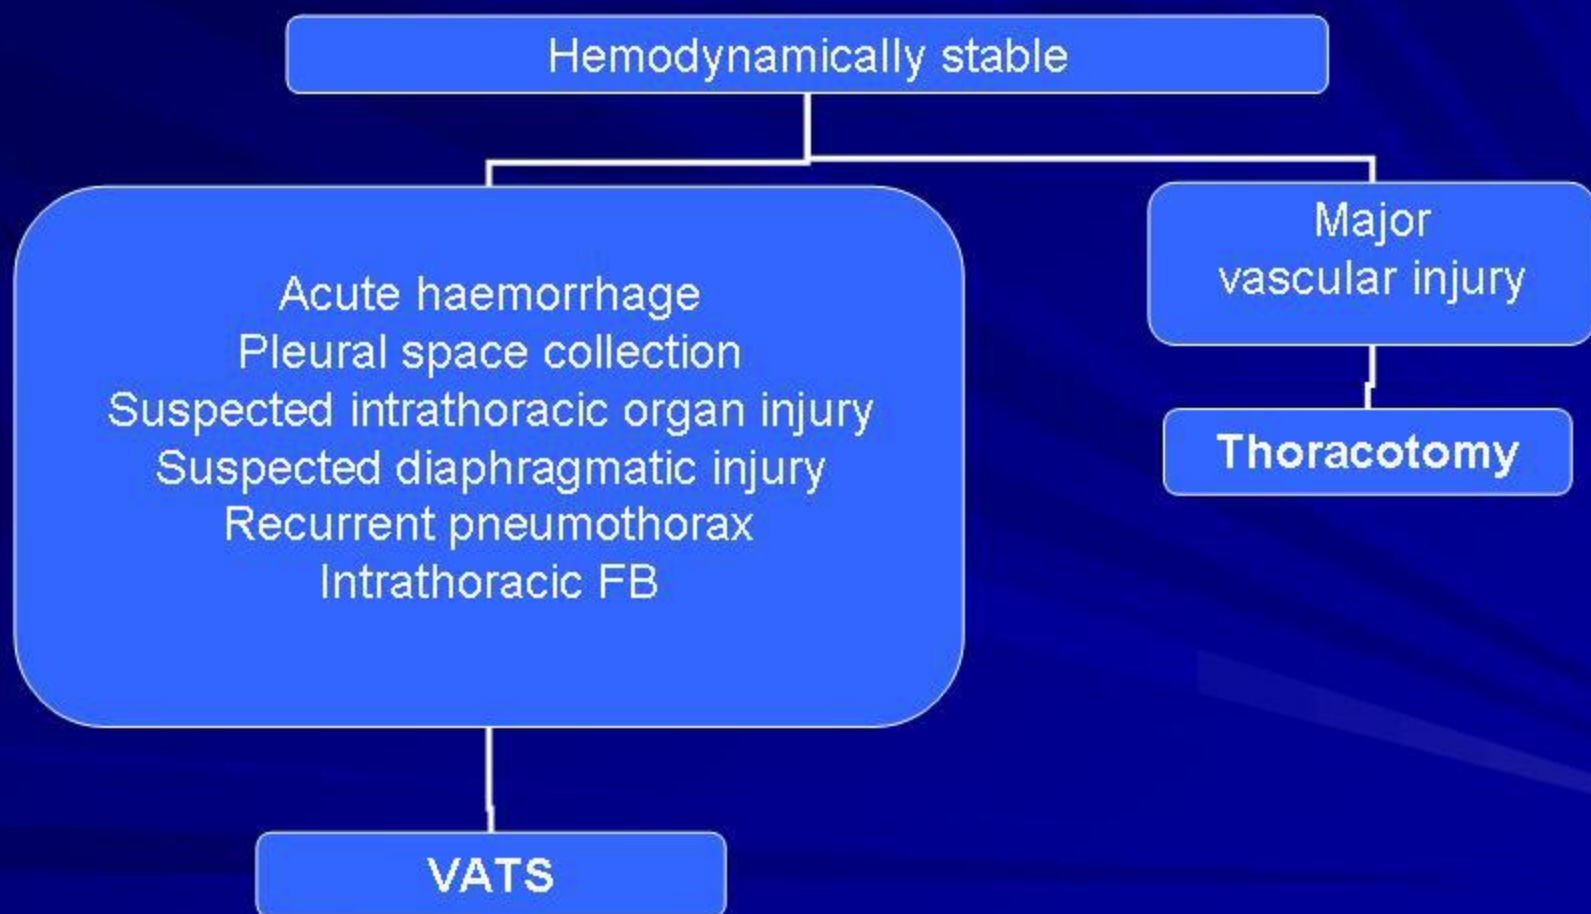 Hemodynamically stable
Acute haemorrhage
Pleural space collection
Suspected intrathoracic organ injury
Suspected diaphragmatic injury
Recurrent pneumothorax
Intrathoracic FB
VATS
Major
vascular injury
Thoracotomy